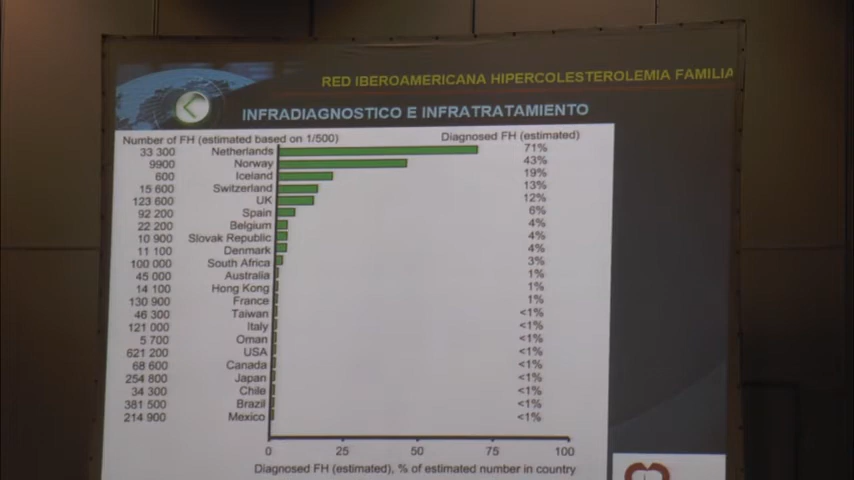 RED IBEROAMERICANA HIPERCOLESTEROLEMIA FAMILIA
INFRADIAGNOSTICO E INFRATRATAMIENTO
Number of FH (estimated based on 1/500) Diagnosed FH (estimated)
33 300 Netherlands 71%
9900 Norway 43%
600 Iceland 19%
15 600 Switzerland 13%
123 600 UK 12%
92 200 Spain 6%
22 200 Belgium 4%
10 900 Slovak Republic 4%
11 100 Denmark 4%
100 000 South Africa 3%
45 000 Australia 1%
14 100 Hong Kong 1%
130 900 France 1%
46 300 Taiwan <1%
121 000 Italy <1%
5 700 Oman <1%
621 200 USA <1%
68 600 Canada <1%
254 800 Japan <1%
34 300 Chile <1%
381 500 Brazil <1%
214 900 Mexico <1%
0 25 50 75 100
Diagnosed FH (estimated), % of estimated number in country